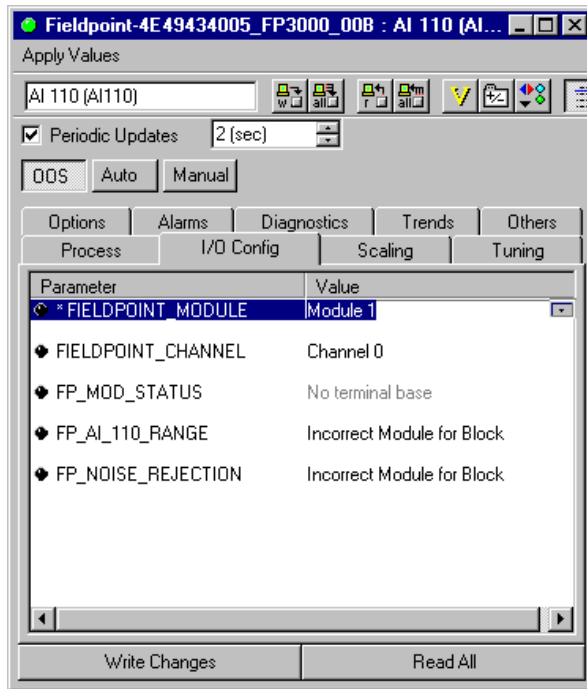 Fieldpoint-4E49434005_FP3000_00B : AI 110 (AI...
Apply Values
AI 110 (AI110)
w all r all
Periodic Updates 2 (sec)
OOS Auto Manual
Options Alarms Diagnostics Trends Others
Process I/O Config Scaling Tuning
Parameter Value
* FIELDPOINT_MODULE Module 1
FIELDPOINT_CHANNEL Channel 0
FP_MOD_STATUS No terminal base
FP_AI_110_RANGE Incorrect Module for Block
FP_NOISE_REJECTION Incorrect Module for Block
Write Changes Read All